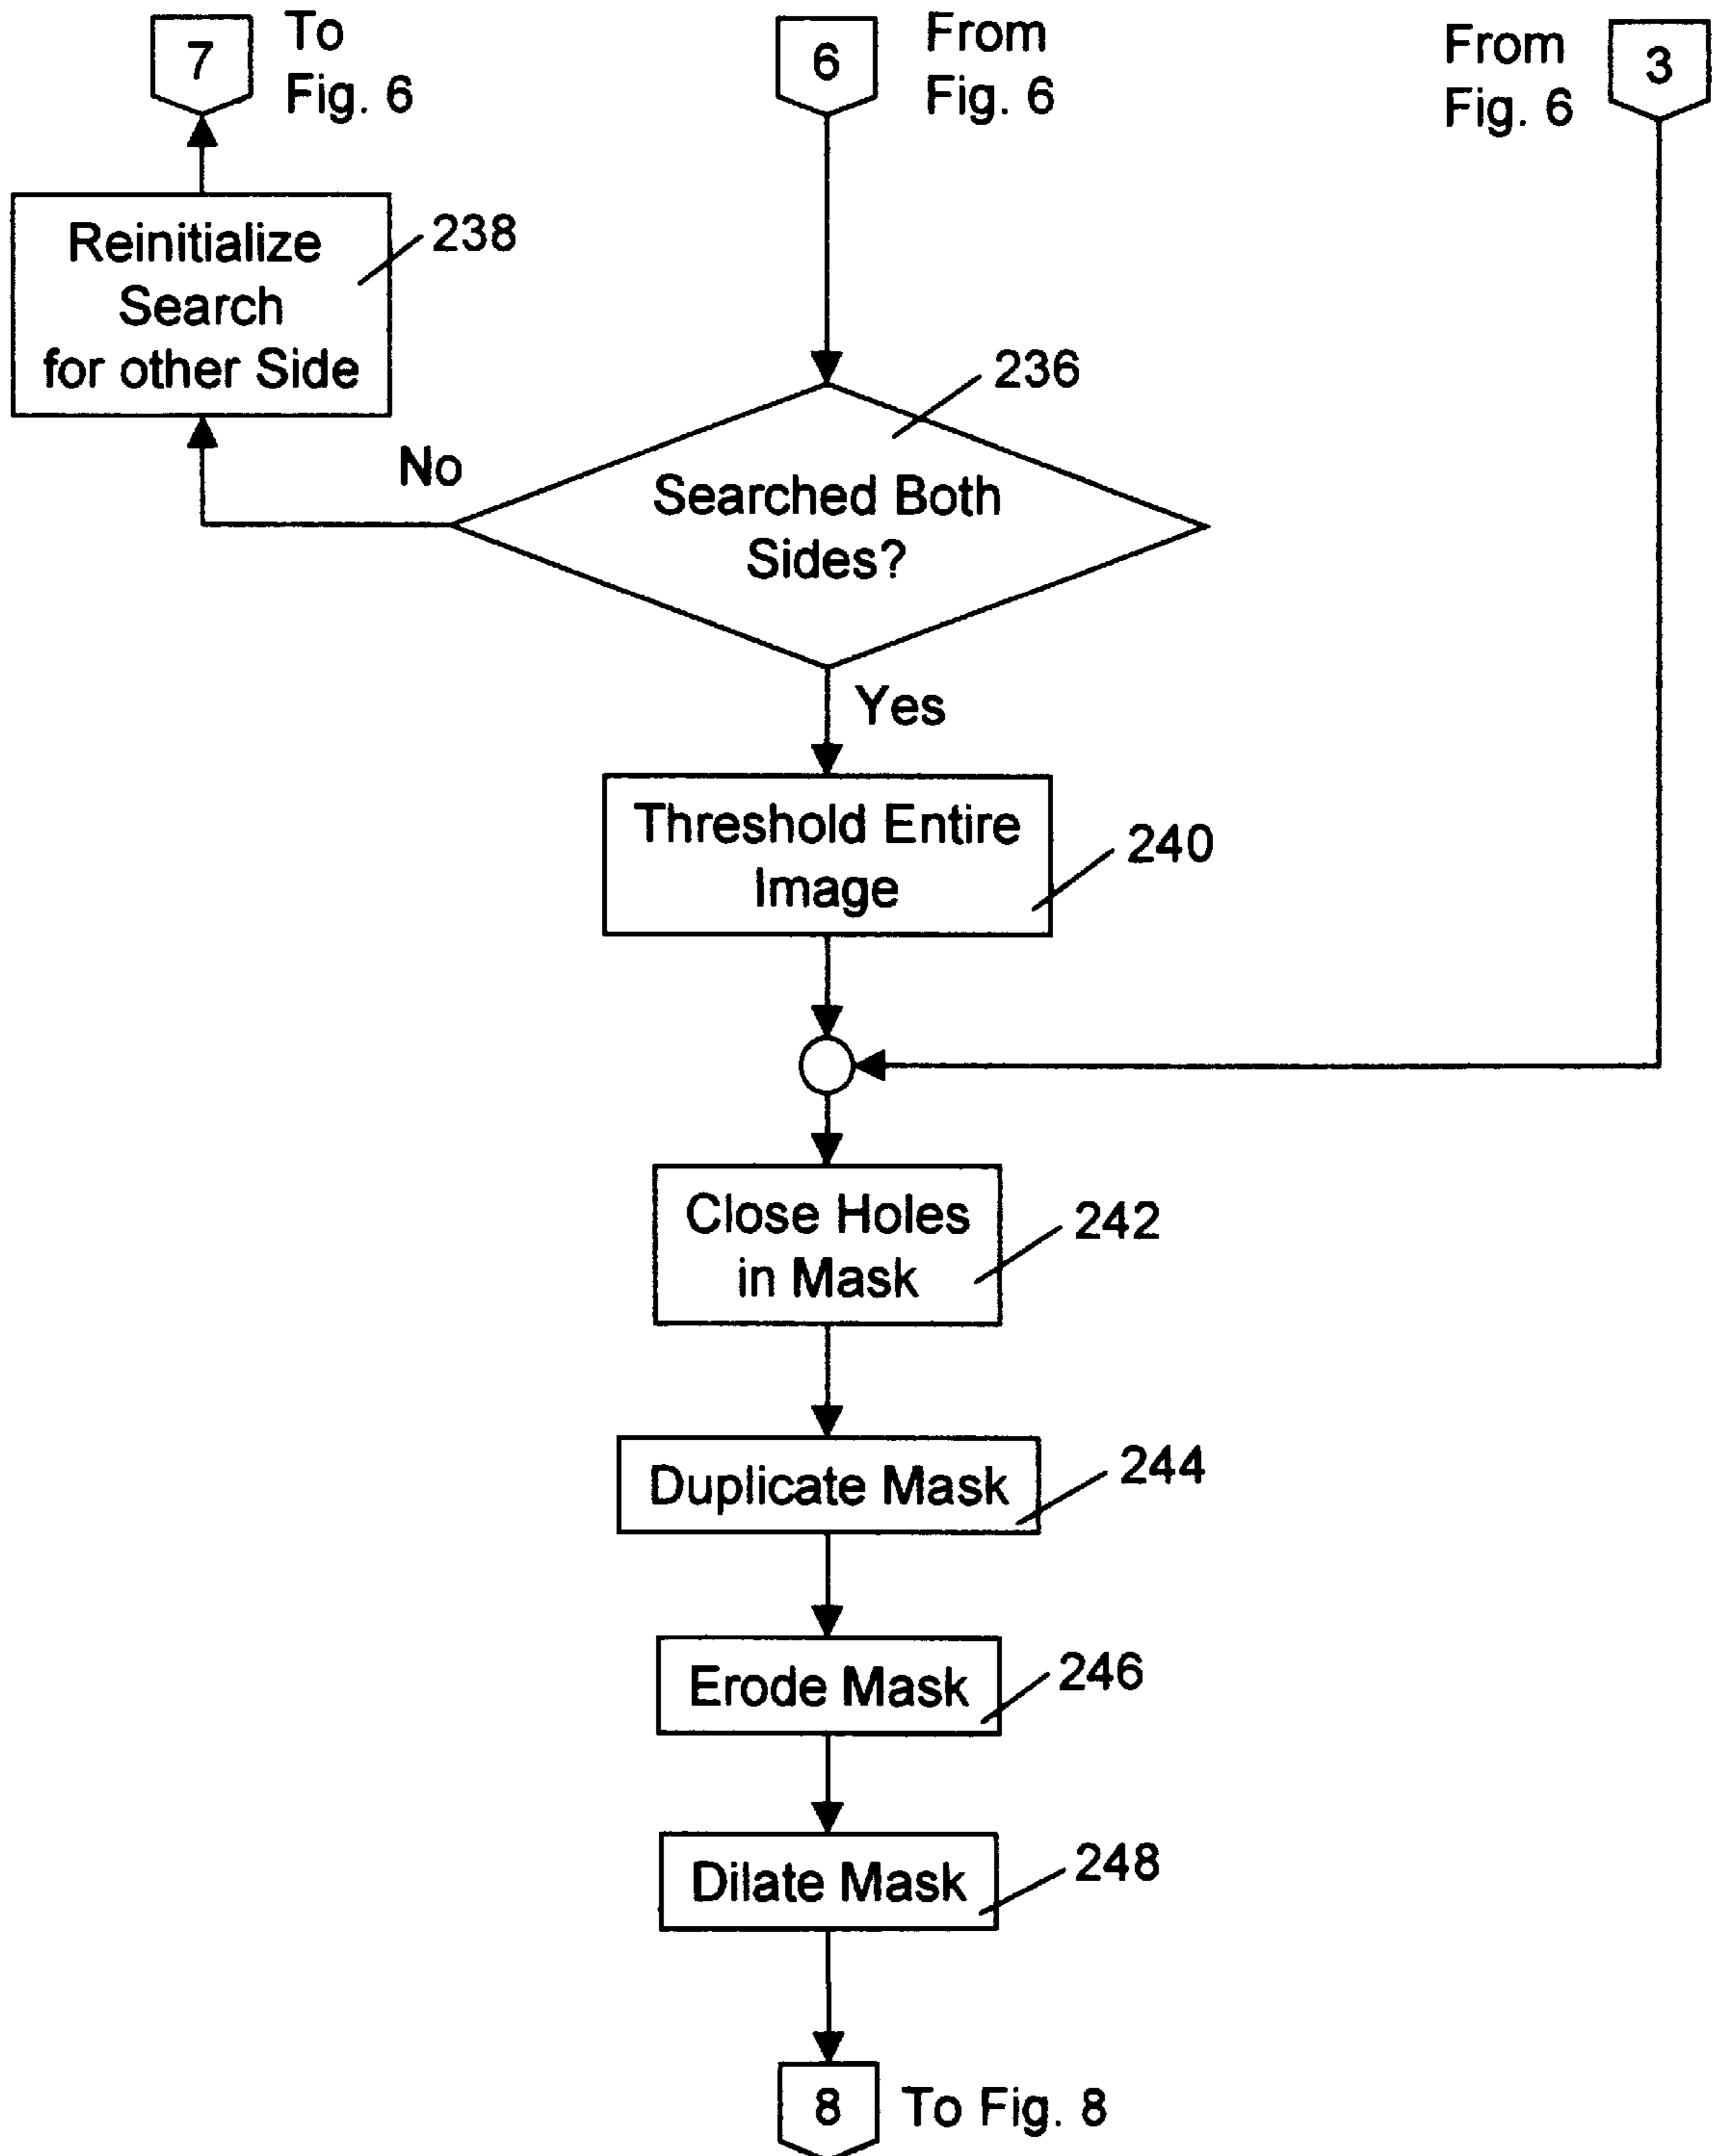 7
To
Fig. 6
6
From
Fig. 6
From
Fig. 6
3
Reinitialize
Search
for other Side
238
236
No
Searched Both
Sides?
Yes
Threshold Entire
Image
240
Close Holes
in Mask
242
Duplicate Mask
244
Erode Mask
246
Dilate Mask
248
8
To Fig. 8